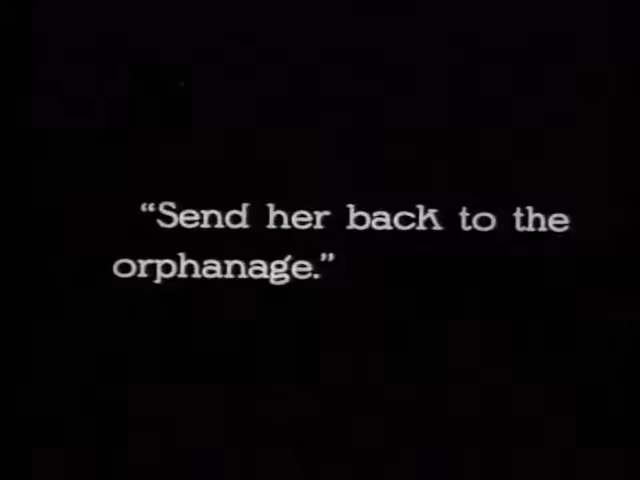 “Send her back to the
orphanage.”